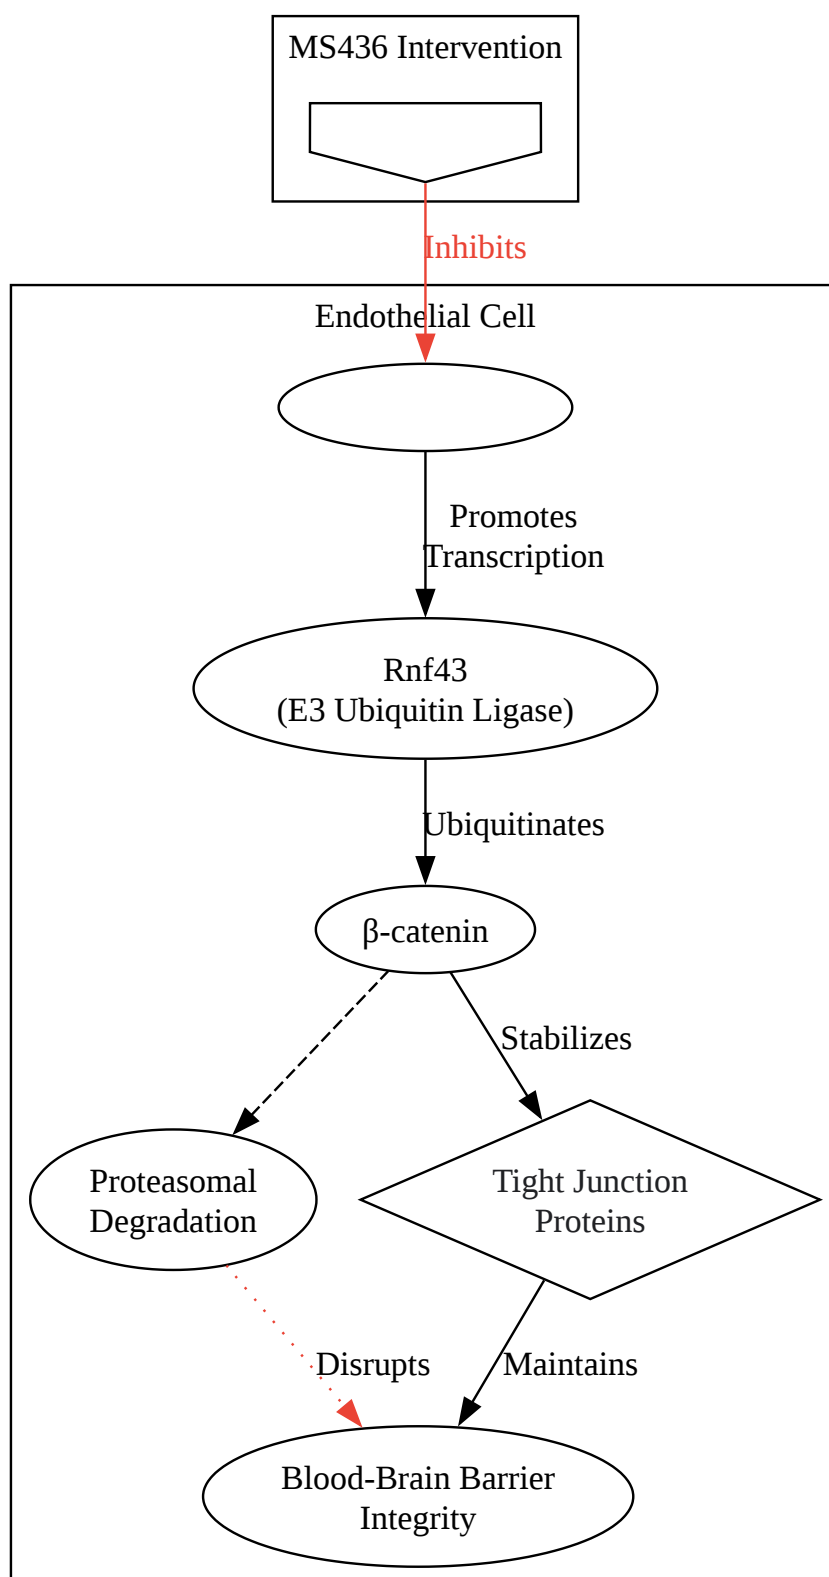 MS436 Intervention
Inhibits
Endothelial Cell
Promotes
Transcription
Rnf43
(E3 Ubiquitin Ligase)
Ubiquitinates
β-catenin
Stabilizes
Proteasomal
Degradation
Tight Junction
Proteins
Disrupts
Maintains
Blood-Brain Barrier
Integrity